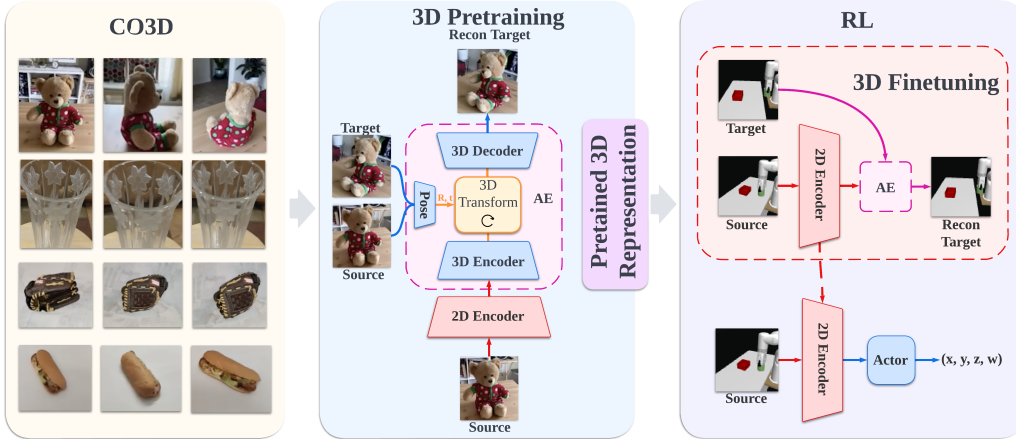 CO3D
3D Pretraining
Recon Target
Target
Source
Pose
R, t
3D Decoder
3D
Transform
AE
3D Encoder
2D Encoder
Source
Pretained 3D
Representation
RL
3D Finetuning
Target
Source
2D Encoder
AE
Recon
Target
Source
2D Encoder
Actor
(x, y, z, w)